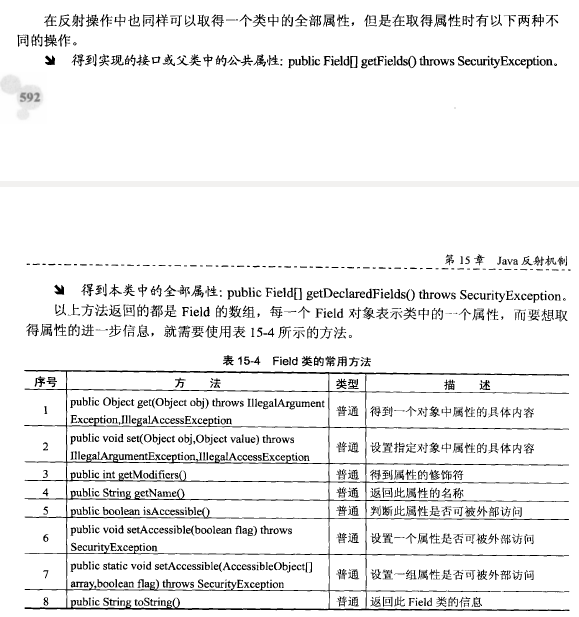 在反射操作中也同样可以取得一个类中的全部属性，但是在取得属性时有以下两种不
同的操作。
得到实现的接口或父类中的公共属性: public Field[] getFields() throws SecurityException。
592
第 15 章 Java 反射机制
得到本类中的全部属性: public Field[] getDeclaredFields() throws SecurityException。
以上方法返回的都是 Field 的数组，每一个 Field 对象表示类中的一个属性，而要想取
得属性的进一步信息，就需要使用表 15-4 所示的方法。
表 15-4 Field 类的常用方法
序号 方 法 类型 描 述
1 public Object get(Object obj) throws IllegalArgument
Exception,IllegalAccessException 普通 得到一个对象中属性的具体内容
2 public void set(Object obj,Object value) throws
IllegalArgumentException,IllegalAccessException 普通 设置指定对象中属性的具体内容
3 public int getModifiers() 普通 得到属性的修饰符
4 public String getName() 普通 返回此属性的名称
5 public boolean isAccessible() 普通 判断此属性是否可被外部访问
6 public void setAccessible(boolean flag) throws
SecurityException 普通 设置一个属性是否可被外部访问
7 public static void setAccessible(AccessibleObject[]
array,boolean flag) throws SecurityException 普通 设置一组属性是否可被外部访问
8 public String toString() 普通 返回此 Field 类的信息